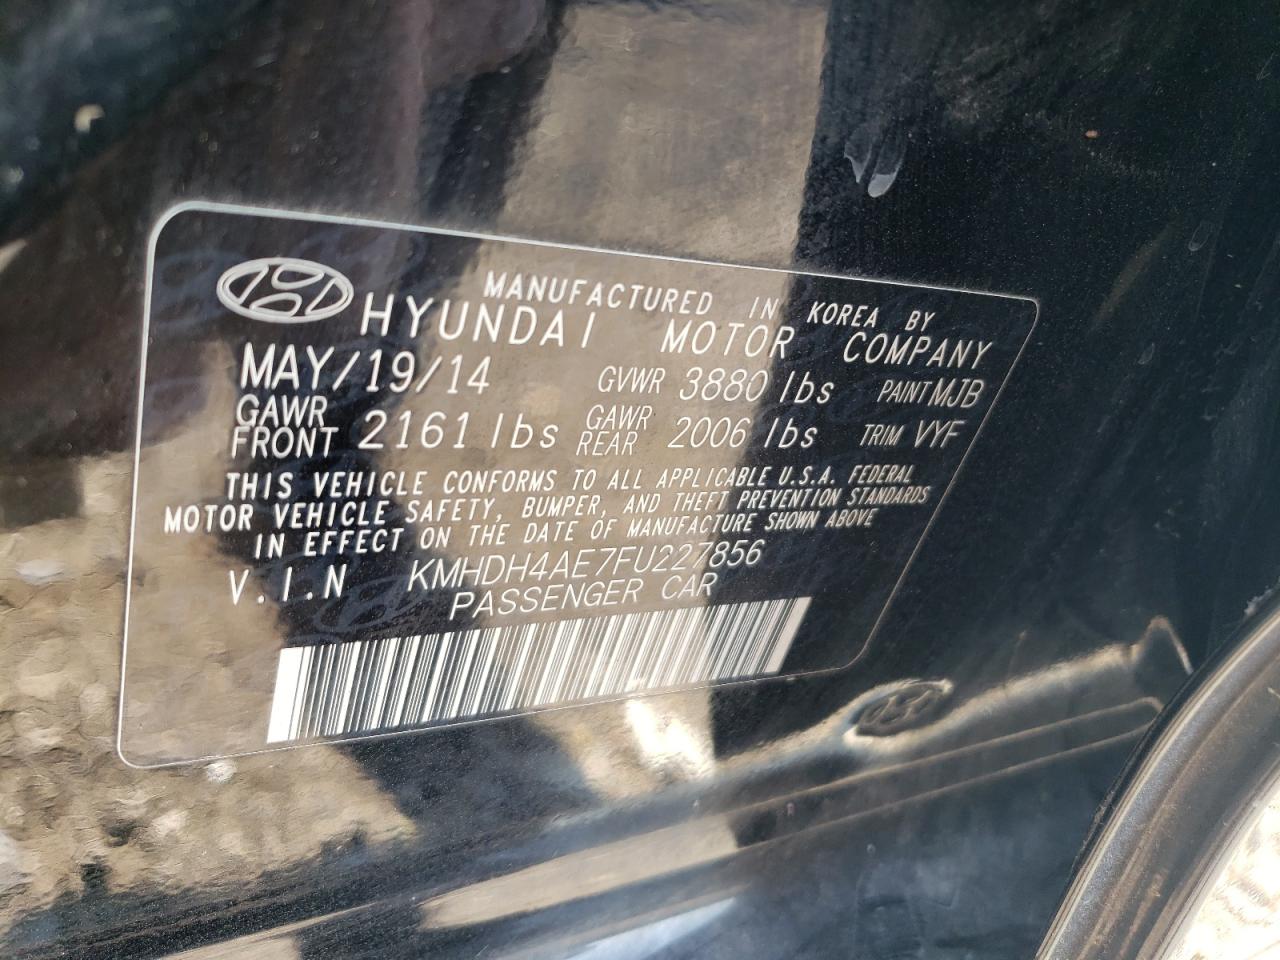 MANUFACTURED IN KOREA BY
HYUNDAI MOTOR COMPANY
MAY/19/14 GVWR 3880 lbs PAINT MJB
GAWR FRONT 2161 lbs GAWR REAR 2006 lbs TRIM VYF
THIS VEHICLE CONFORMS TO ALL APPLICABLE U.S.A. FEDERAL
MOTOR VEHICLE SAFETY, BUMPER, AND THEFT PREVENTION STANDARDS
IN EFFECT ON THE DATE OF MANUFACTURE SHOWN ABOVE
V.I.N KMHDH4AE7FU227856
PASSENGER CAR